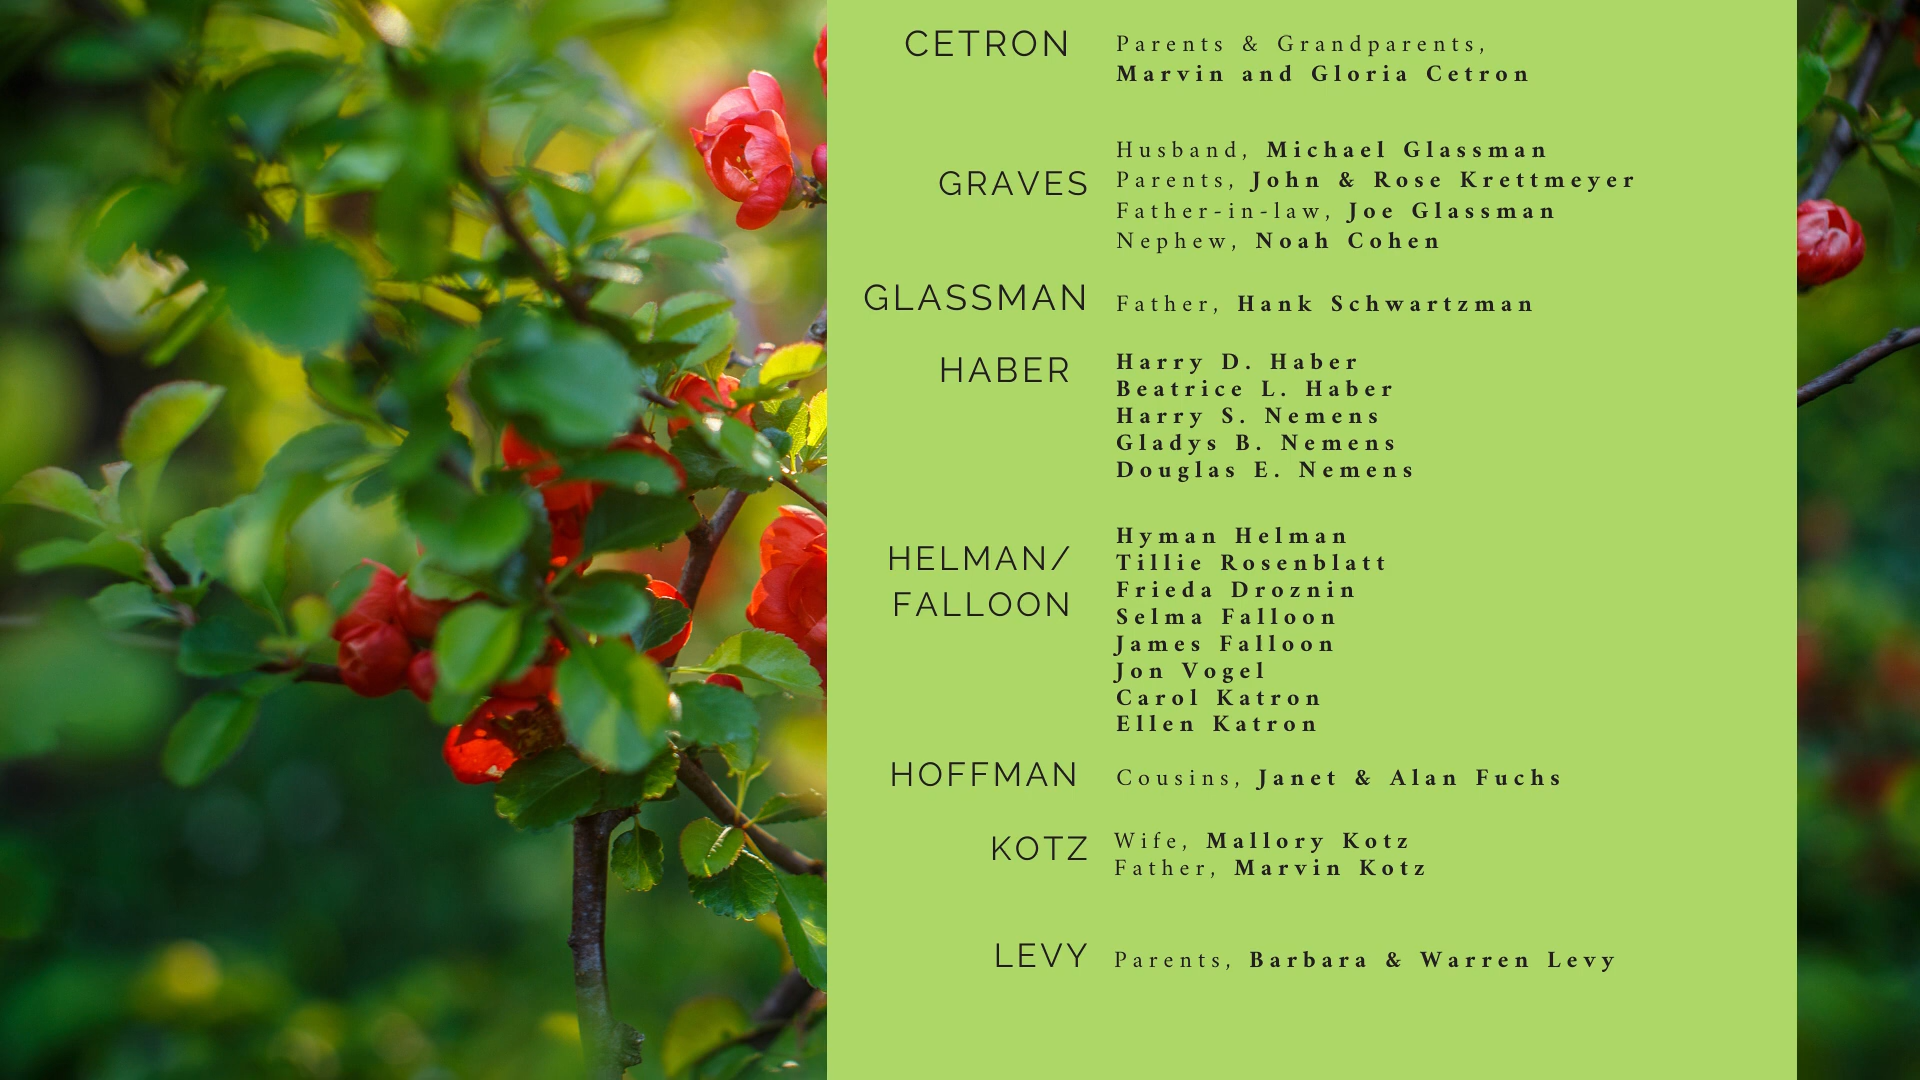 CETRON
Parents & Grandparents,
Marvin and Gloria Cetron
GRAVES
Husband, Michael Glassman
Parents, John & Rose Krettmeyer
Father-in-law, Joe Glassman
Nephew, Noah Cohen
GLASSMAN
Father, Hank Schwartzman
HABER
Harry D. Haber
Beatrice L. Haber
Harry S. Nemens
Gladys B. Nemens
Douglas E. Nemens
HELMAN/
FALLOON
Hyman Helman
Tillie Rosenblatt
Frieda Droznin
Selma Falloon
James Falloon
Jon Vogel
Carol Katron
Ellen Katron
HOFFMAN
Cousins, Janet & Alan Fuchs
KOTZ
Wife, Mallory Kotz
Father, Marvin Kotz
LEVY
Parents, Barbara & Warren Levy